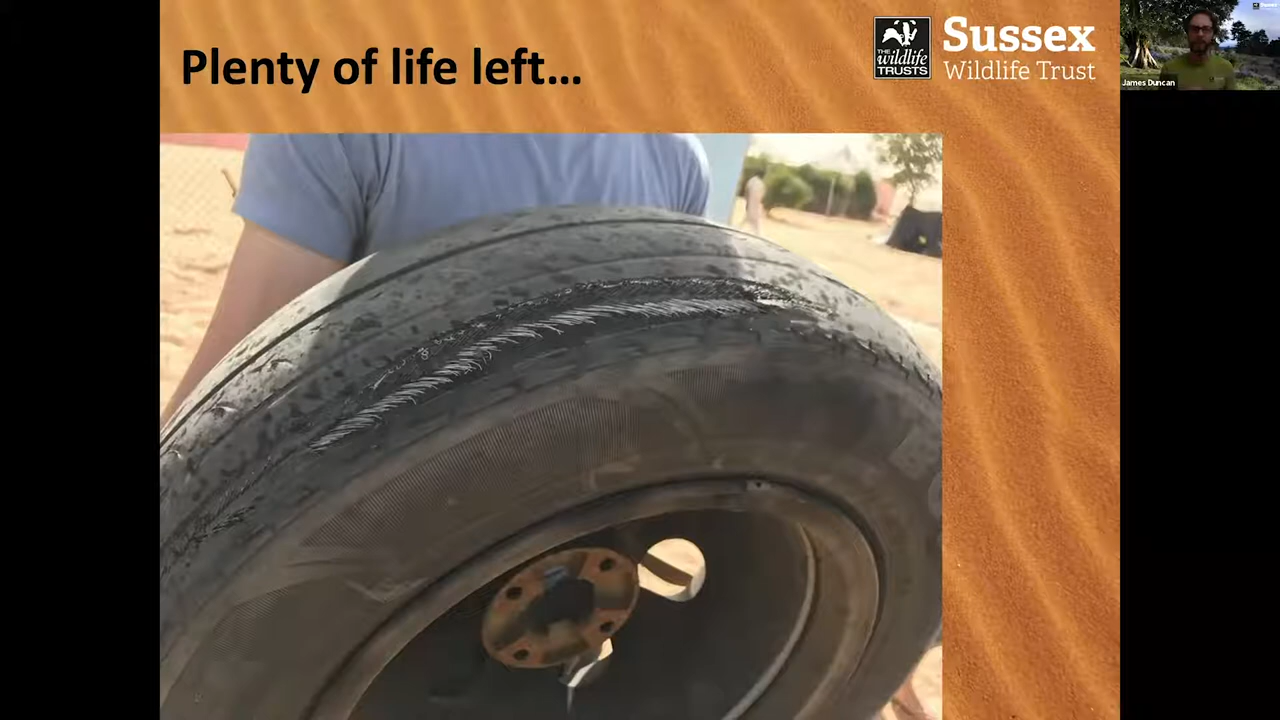 Plenty of life left...
THE
wildlife
TRUSTS
Sussex
Wildlife Trust
James Duncan